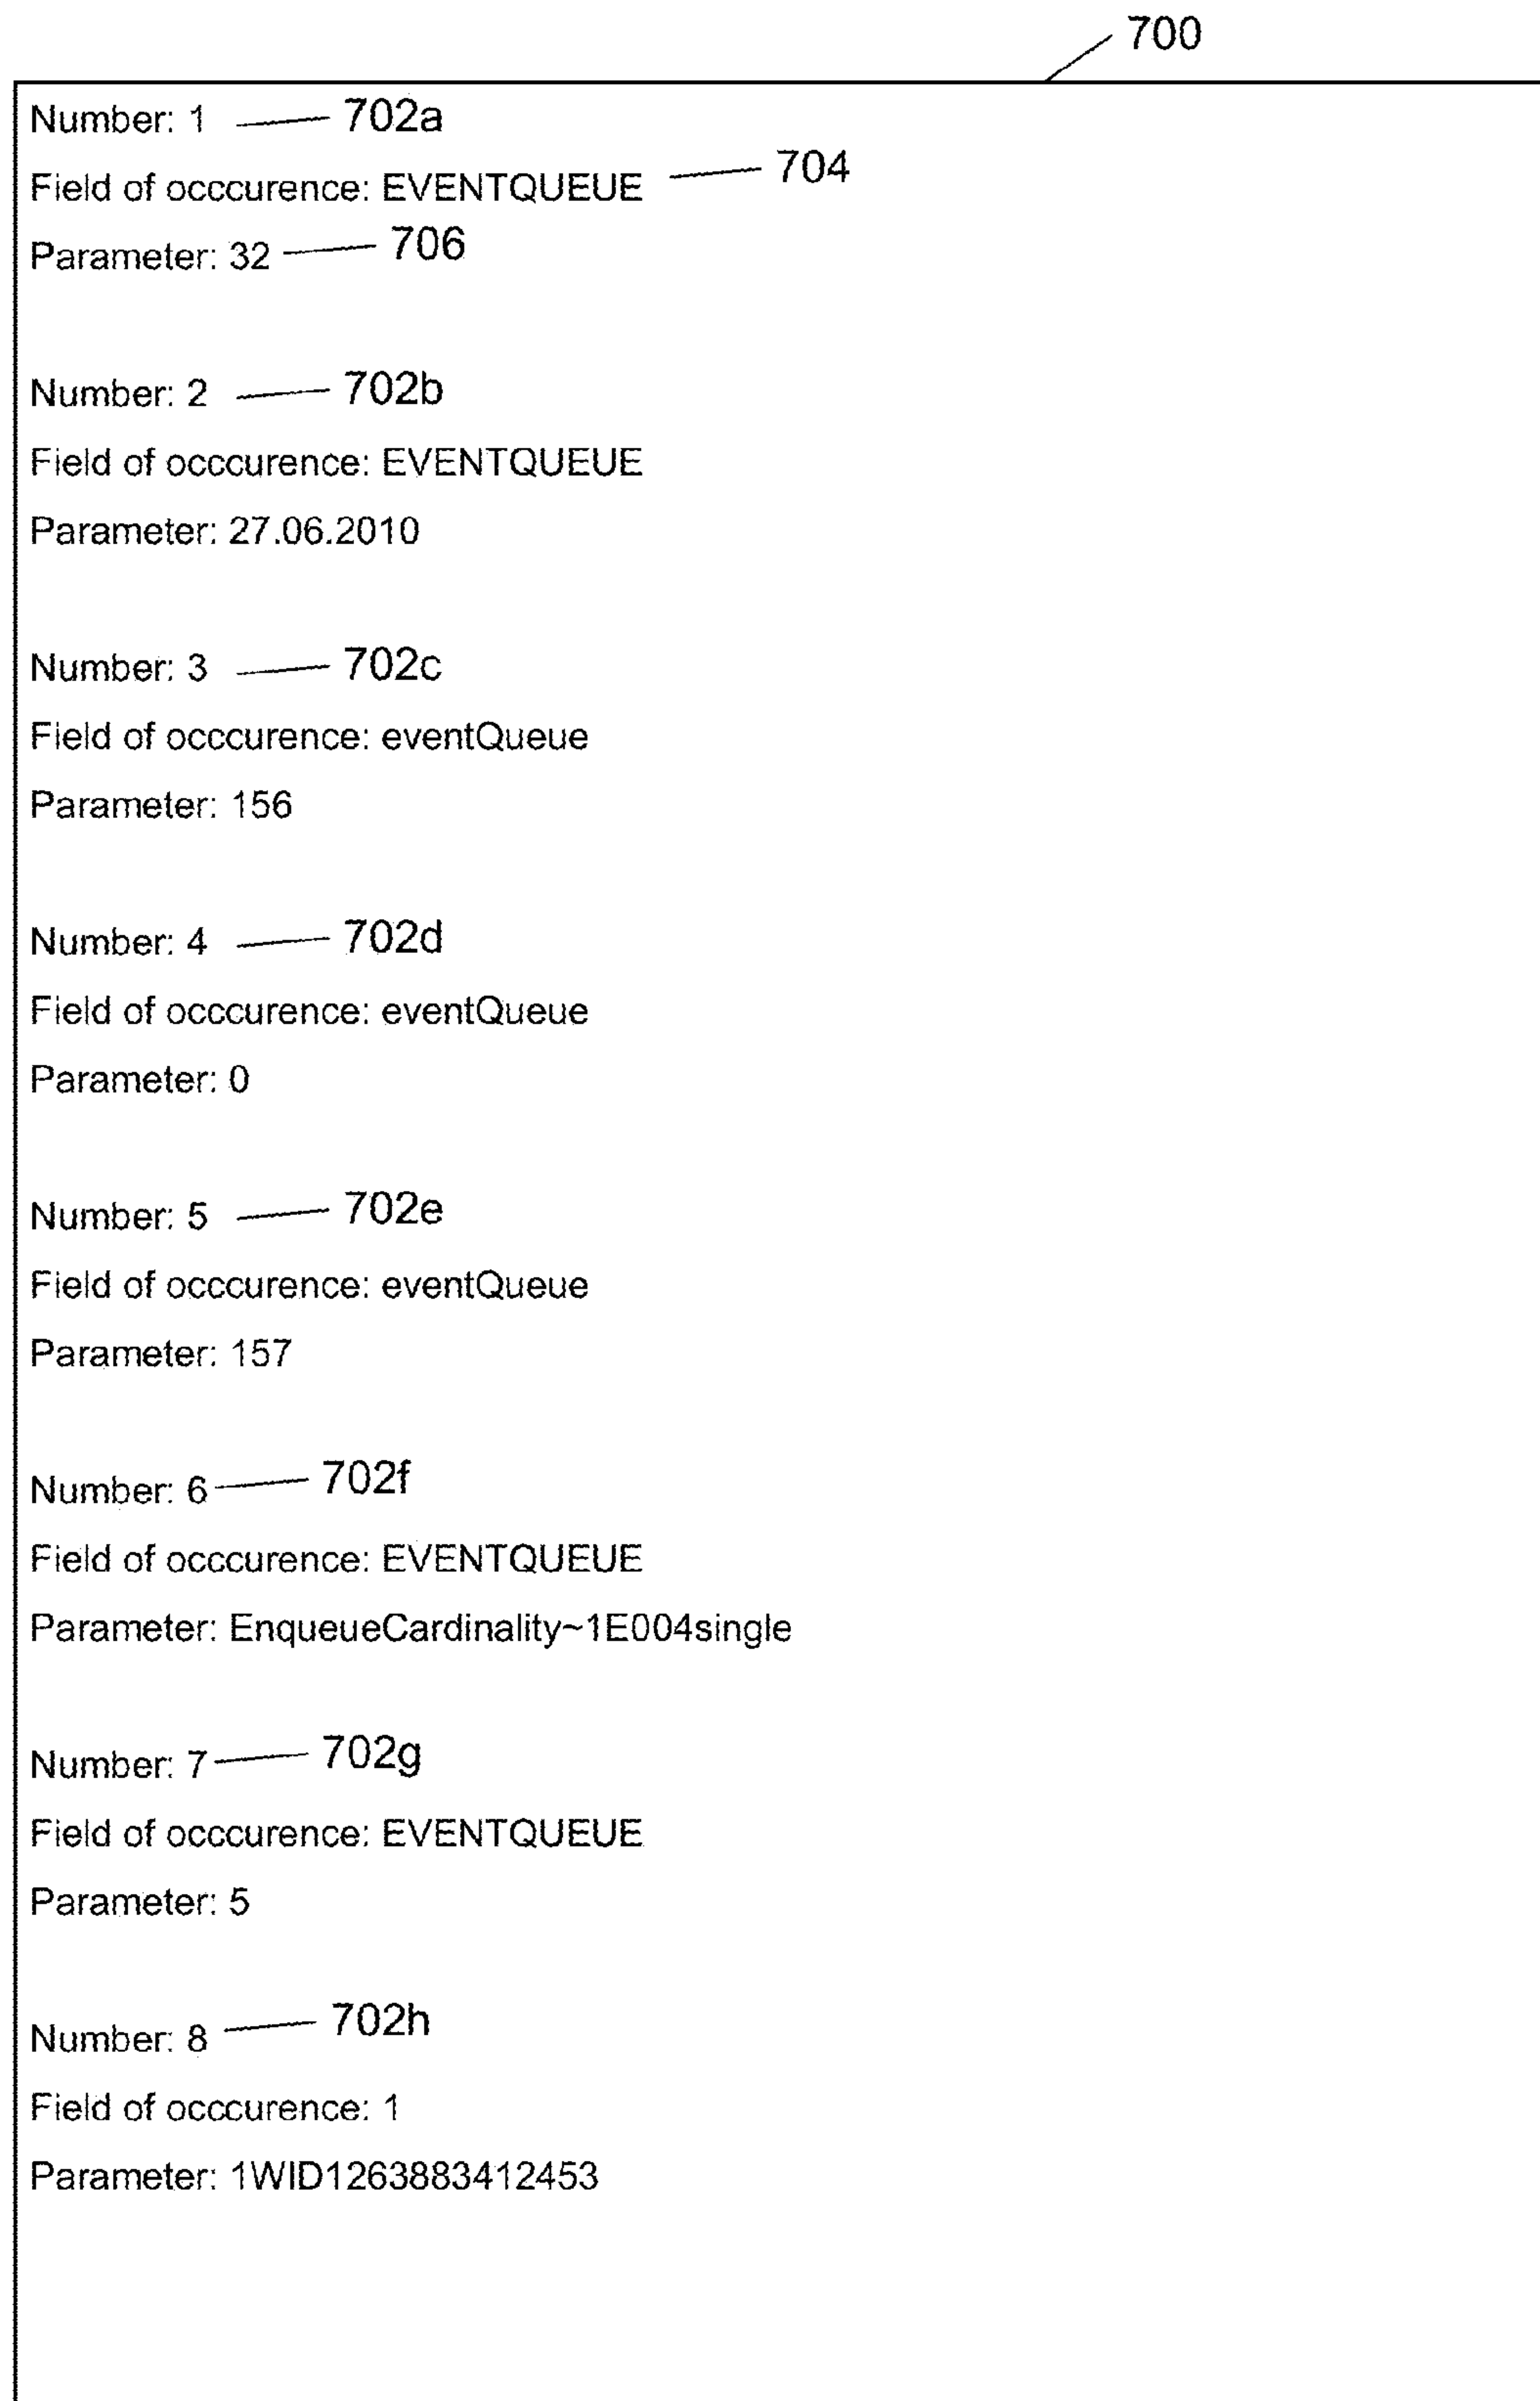 700
Number: 1 702a
Field of occcurence: EVENTQUEUE 704
Parameter: 32 706
Number: 2 702b
Field of occcurence: EVENTQUEUE
Parameter: 27.06.2010
Number: 3 702c
Field of occcurence: eventQueue
Parameter: 156
Number: 4 702d
Field of occcurence: eventQueue
Parameter: 0
Number: 5 702e
Field of occcurence: eventQueue
Parameter: 157
Number: 6 702f
Field of occcurence: EVENTQUEUE
Parameter: EnqueueCardinality~1E004single
Number: 7 702g
Field of occcurence: EVENTQUEUE
Parameter: 5
Number: 8 702h
Field of occcurence: 1
Parameter: 1WID1263883412453